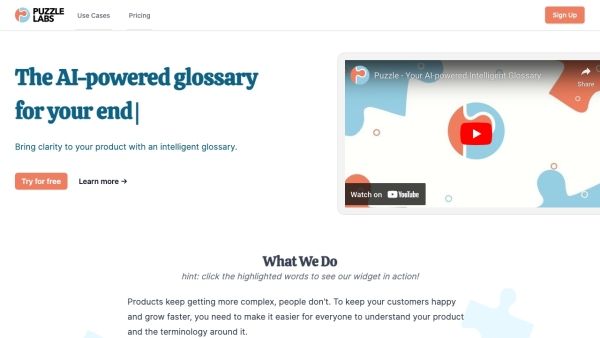 PUZZLE
LABS
Use Cases
Pricing
Sign Up
The AI-powered glossary
for your end|
Bring clarity to your product with an intelligent glossary.
Try for free
Learn more →
Puzzle - Your AI-powered Intelligent Glossary
Share
Watch on YouTube
What We Do
hint: click the highlighted words to see our widget in action!
Products keep getting more complex, people don't. To keep your customers happy
and grow faster, you need to make it easier for everyone to understand your product
and the terminology around it.